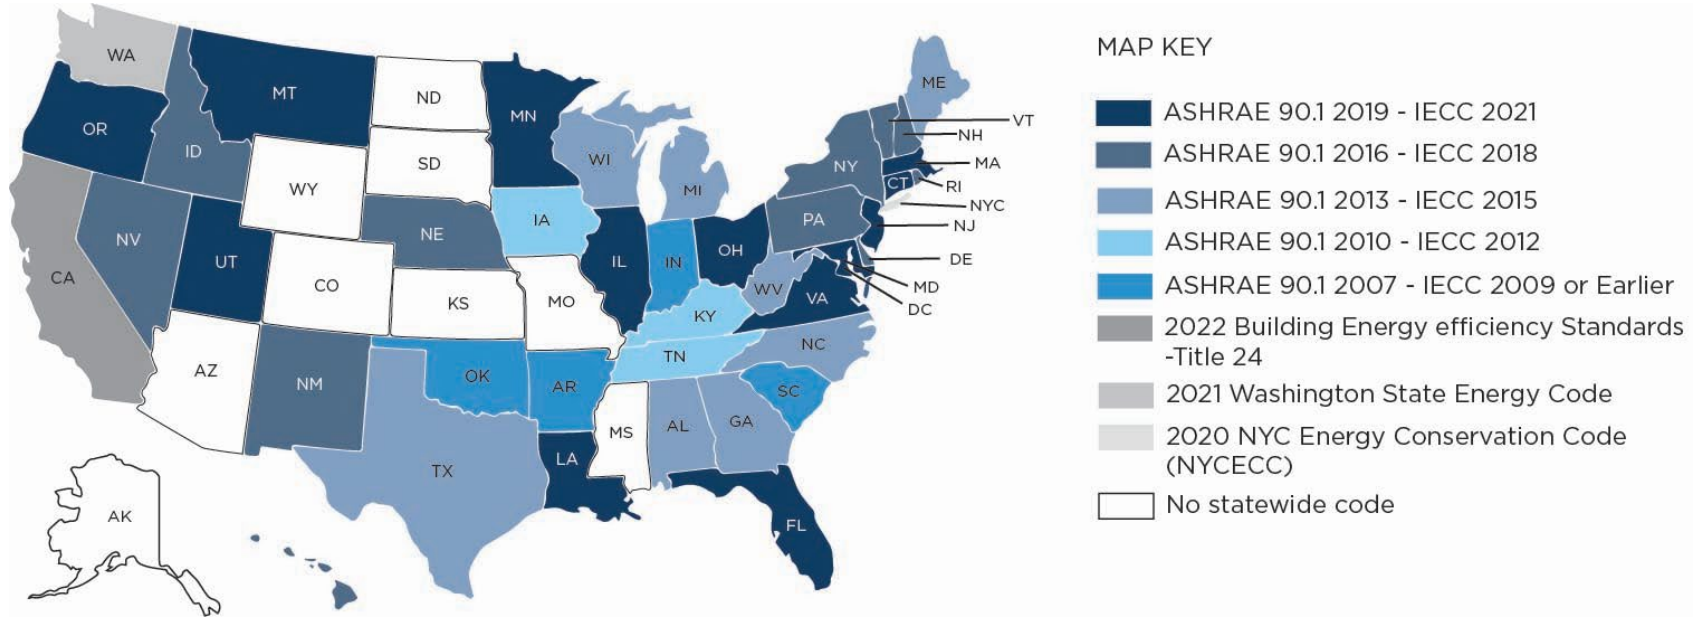 WA
MT
ND
MN
ME
OR
ID
SD
WI
MI
NY
VT
NH
MA
CT
RI
NYC
WY
IA
NE
PA
NJ
NV
UT
IL
IN
OH
DE
CA
CO
KS
MO
WV
VA
MD
DC
KY
AZ
NM
OK
AR
TN
NC
SC
MS
AL
GA
TX
LA
FL
AK
MAP KEY
ASHRAE 90.1 2019 - IECC 2021
ASHRAE 90.1 2016 - IECC 2018
ASHRAE 90.1 2013 - IECC 2015
ASHRAE 90.1 2010 - IECC 2012
ASHRAE 90.1 2007 - IECC 2009 or Earlier
2022 Building Energy efficiency Standards
-Title 24
2021 Washington State Energy Code
2020 NYC Energy Conservation Code
(NYCECC)
No statewide code